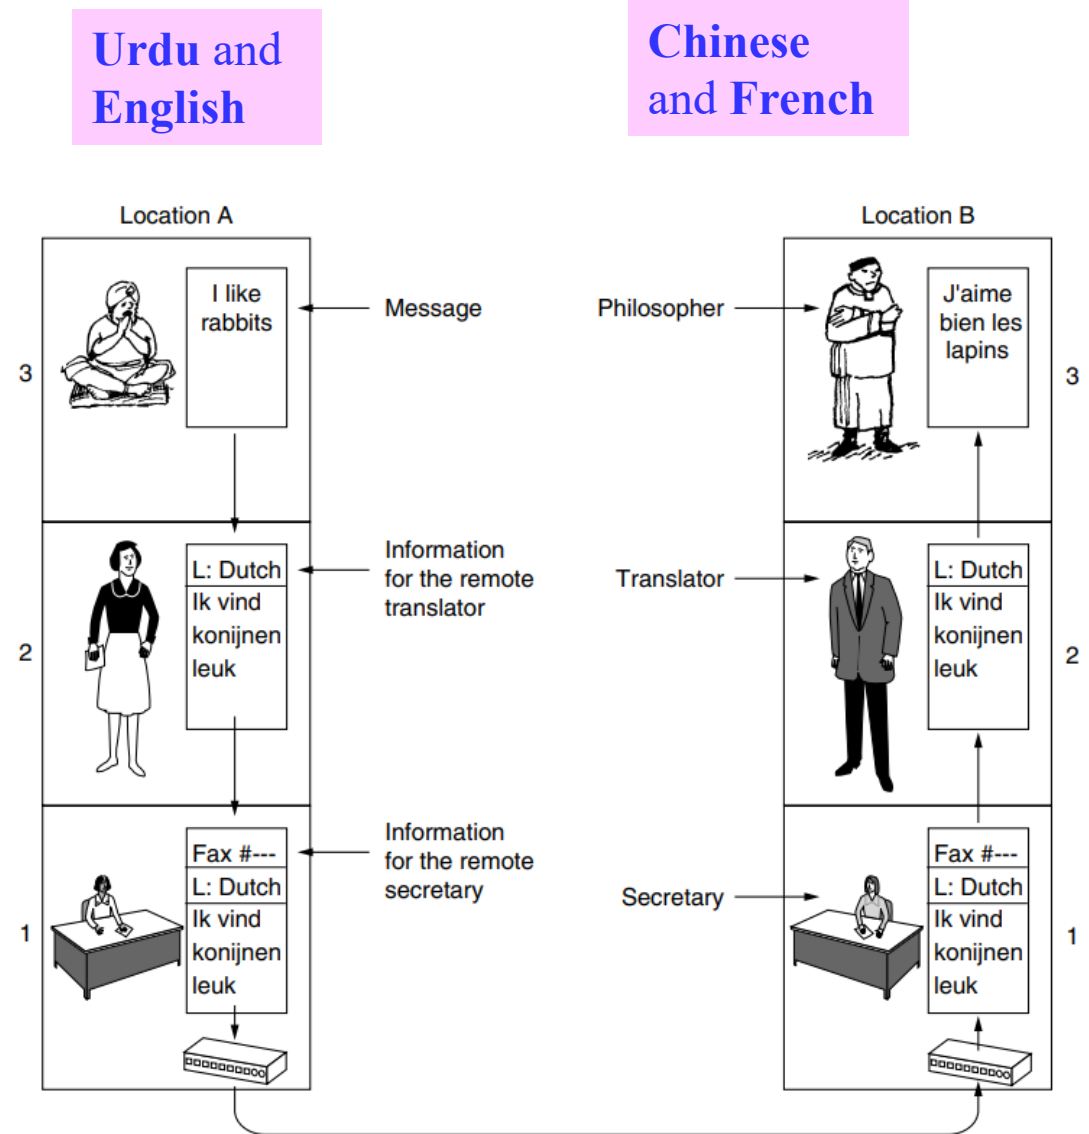 Urdu and
English
Chinese
and French
Location A
Location B
3
I like
rabbits
Message
Philosopher
J'aime
bien les
lapins
3
2
L: Dutch
Ik vind
konijnen
leuk
Information
for the remote
translator
Translator
L: Dutch
Ik vind
konijnen
leuk
2
1
Fax #---
L: Dutch
Ik vind
konijnen
leuk
Information
for the remote
secretary
Secretary
Fax #---
L: Dutch
Ik vind
konijnen
leuk
1